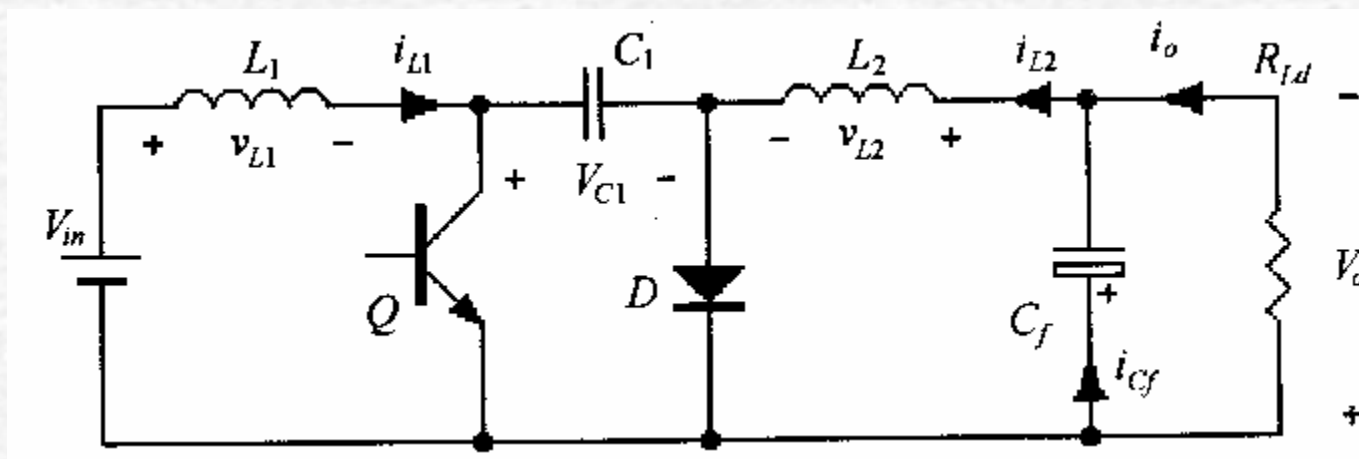 L1 iL1 C1 L2 iL2 io RLd −
+ vL1 − − vL2 +
+ VC1 −
Vin
Q D Cf + Vo
iCf
+